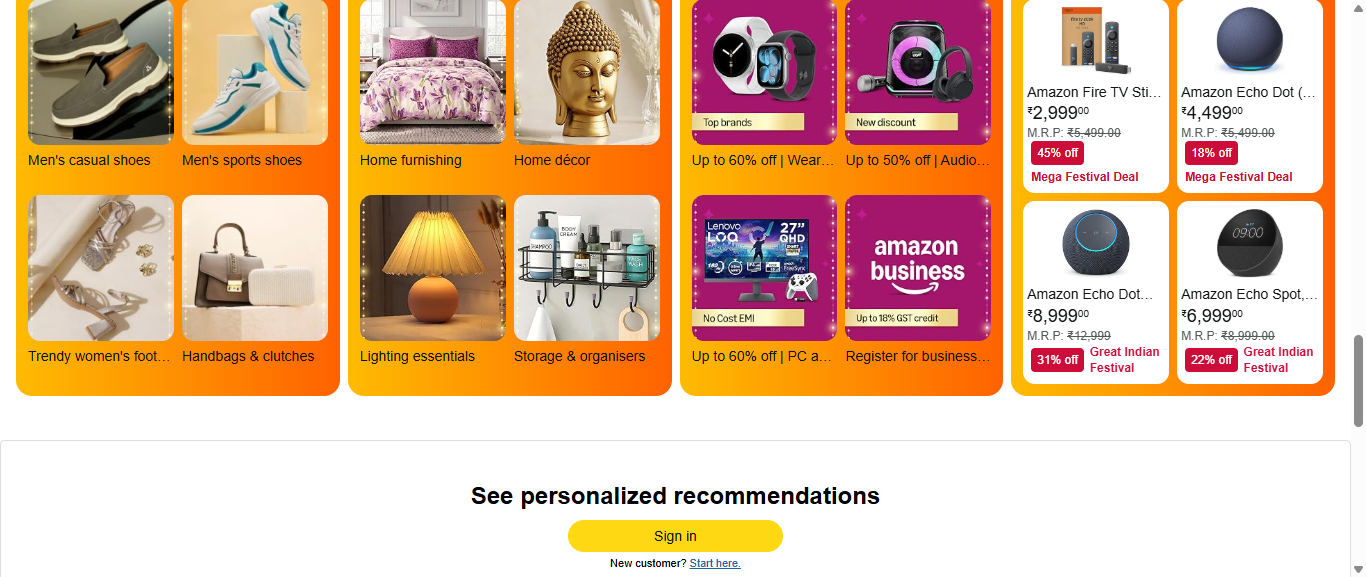 Men's casual shoes
Men's sports shoes
Trendy women's foot…
Handbags & clutches
Home furnishing
Home décor
Lighting essentials
SHAMPOO
BODY CREAM
Storage & organisers
Top brands
Up to 60% off | Wear…
New discount
Up to 50% off | Audio…
Lenovo
LOQ
27”
QHD
No Cost EMI
Up to 60% off | PC a…
amazon
business
Up to 18% GST credit
Register for business…
Amazon Fire TV Sti…
₹2,99900
M.R.P: ₹5,499.00
45% off
Mega Festival Deal
Amazon Echo Dot (…
₹4,49900
M.R.P: ₹5,499.00
18% off
Mega Festival Deal
Amazon Echo Dot…
₹8,99900
M.R.P: ₹12,999
31% off
Great Indian
Festival
09:00
Amazon Echo Spot,…
₹6,99900
M.R.P: ₹8,999.00
22% off
Great Indian
Festival
See personalized recommendations
Sign in
New customer? Start here.